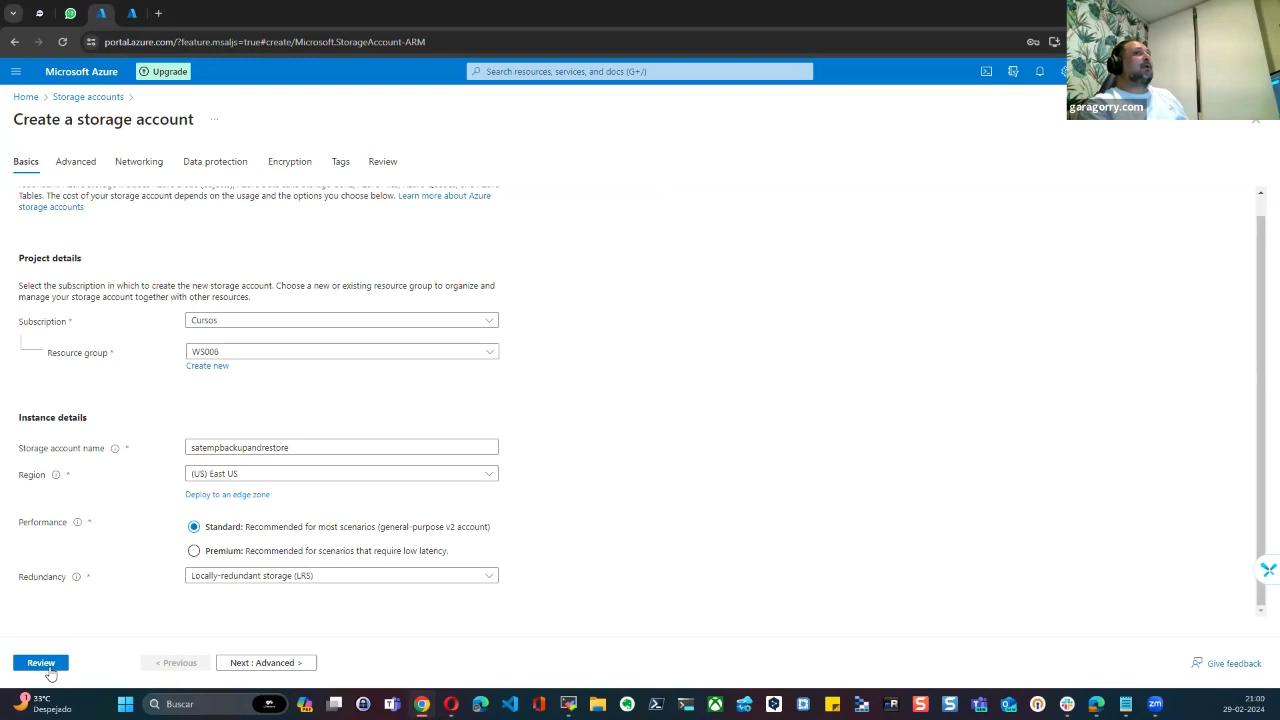 portal.azure.com/?feature.msaljs=true#create/Microsoft.StorageAccount-ARM
Microsoft Azure
Upgrade
Search resources, services, and docs (G+/)
garagorry.com
Home > Storage accounts >
Create a storage account ...
Basics Advanced Networking Data protection Encryption Tags Review
Tables. The cost of your storage account depends on the usage and the options you choose below. Learn more about Azure
storage accounts
Project details
Select the subscription in which to create the new storage account. Choose a new or existing resource group to organize and
manage your storage account together with other resources.
Subscription * Cursos
Resource group * WS006
Create new
Instance details
Storage account name * satempbackupandrestore
Region * (US) East US
Deploy to an edge zone
Performance * Standard: Recommended for most scenarios (general-purpose v2 account)
Premium: Recommended for scenarios that require low latency.
Redundancy * Locally-redundant storage (LRS)
Review < Previous Next : Advanced > Give feedback
1 33°C
Despejado
Buscar
21:00
29-02-2024